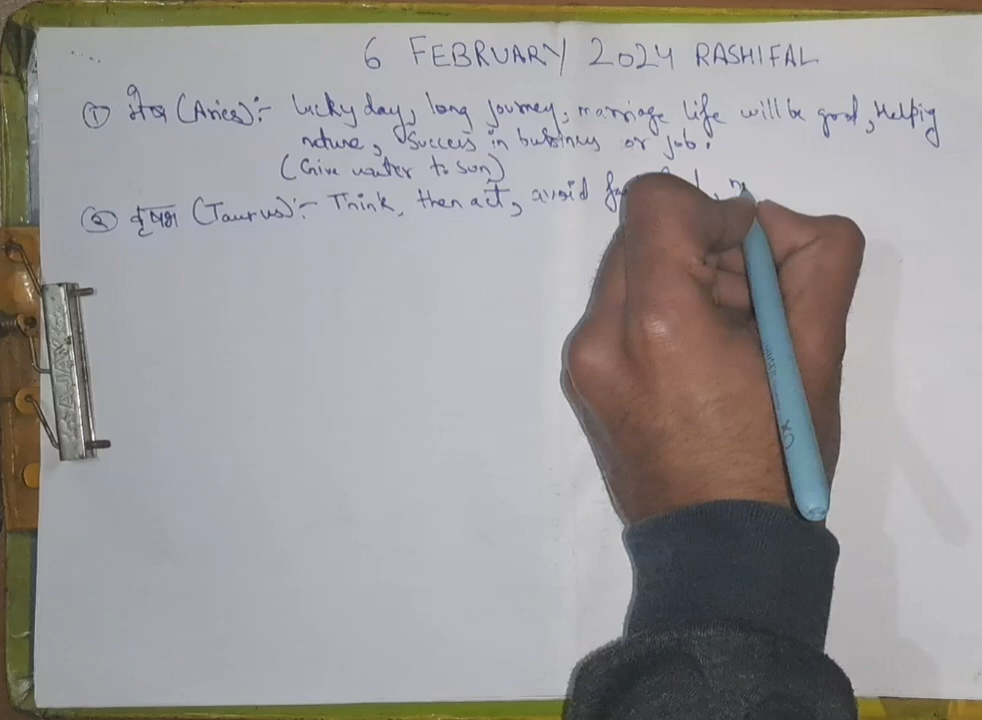 6 FEBRUARY 2024 RASHIFAL
① मेष (Aries):- Lucky day, long journey, marriage life will be good, Helping
nature, Success in business or job.
(Give water to Sun)
② वृषभ (Taurus):- Think, then act, avoid
AJAY